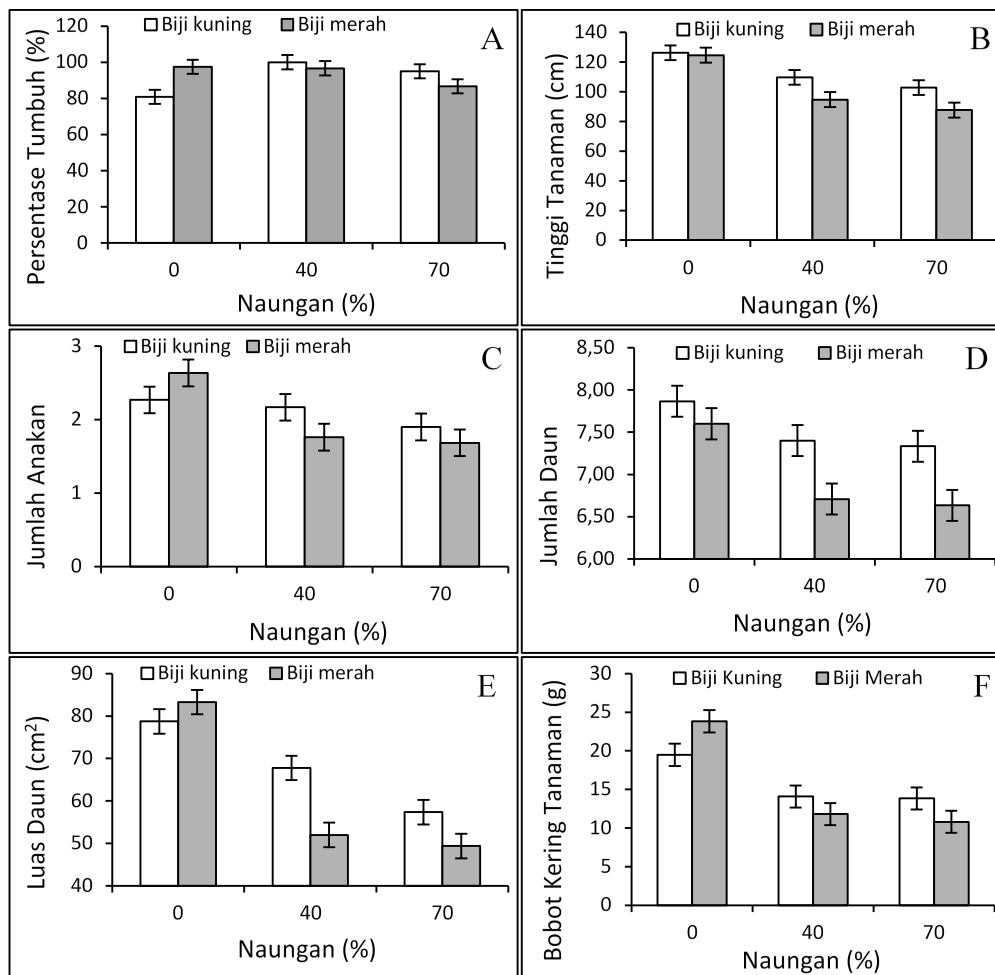 Biji kuning Biji merah A
120
100
80
60
40
20
0
Persentase Tumbuh (%)
0 40 70
Naungan (%)
Biji kuning Biji merah B
140
120
100
80
60
40
20
0
Tinggi Tanaman (cm)
0 40 70
Naungan (%)
Biji kuning Biji merah C
3
2
1
0
Jumlah Anakan
0 40 70
Naungan (%)
Biji kuning Biji merah D
8,50
8,00
7,50
7,00
6,50
6,00
Jumlah Daun
0 40 70
Naungan (%)
Biji kuning Biji merah E
90
80
70
60
50
40
Luas Daun (cm²)
0 40 70
Naungan (%)
Biji Kuning Biji Merah F
30
25
20
15
10
5
0
Bobot Kering Tanaman (g)
0 40 70
Naungan (%)